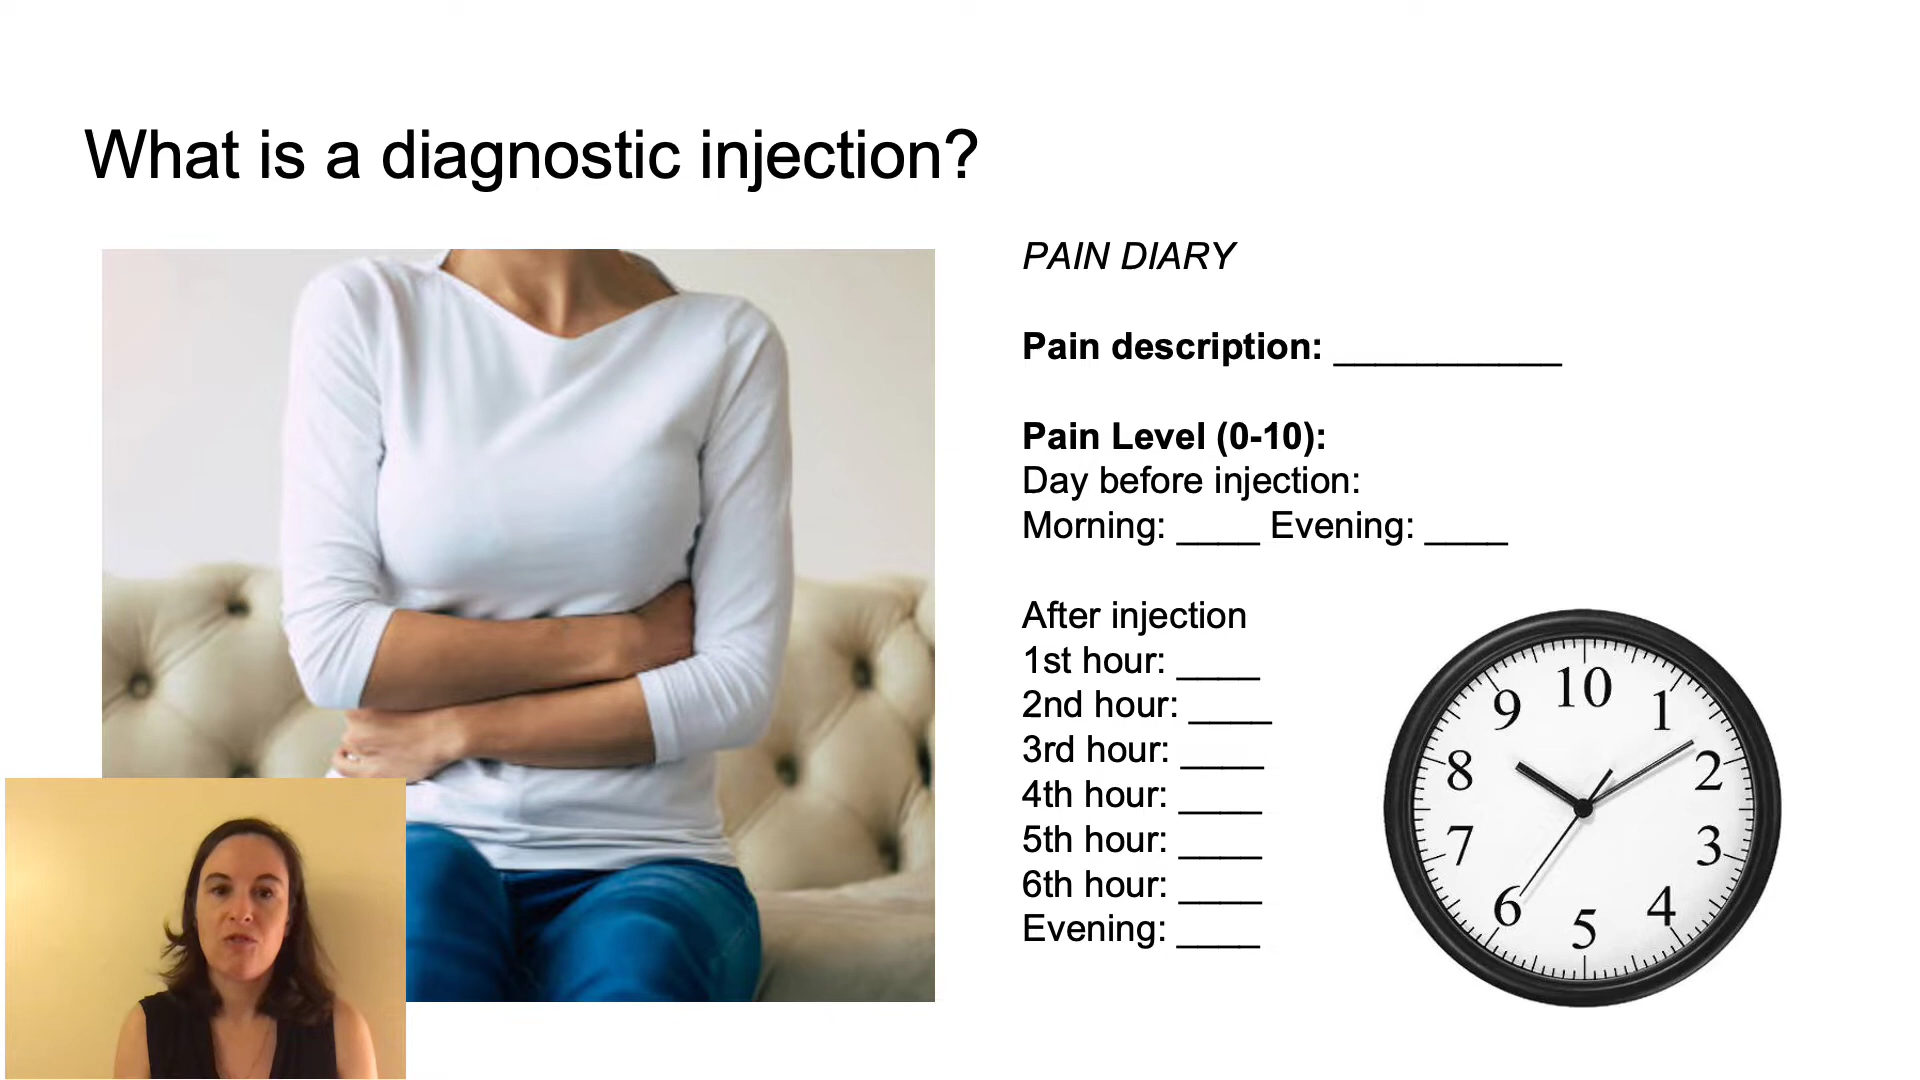 What is a diagnostic injection?
PAIN DIARY
Pain description: ___________
Pain Level (0-10):
Day before injection:
Morning: ____ Evening: ____
After injection
1st hour: ____
2nd hour: ____
3rd hour: ____
4th hour: ____
5th hour: ____
6th hour: ____
Evening: ____
10
9 1
8 2
7 3
6 4
5